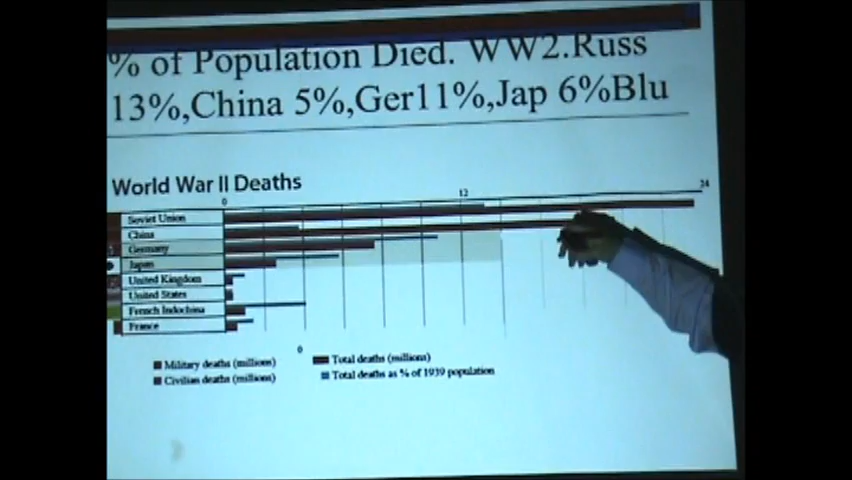 % of Population Died. WW2.Russ
13%,China 5%,Ger11%,Jap 6%Blu
World War II Deaths
0
12
24
Soviet Union
China
Germany
Japan
United Kingdom
United States
French Indochina
France
0
Military deaths (millions)
Total deaths (millions)
Civilian deaths (millions)
Total deaths as % of 1939 population